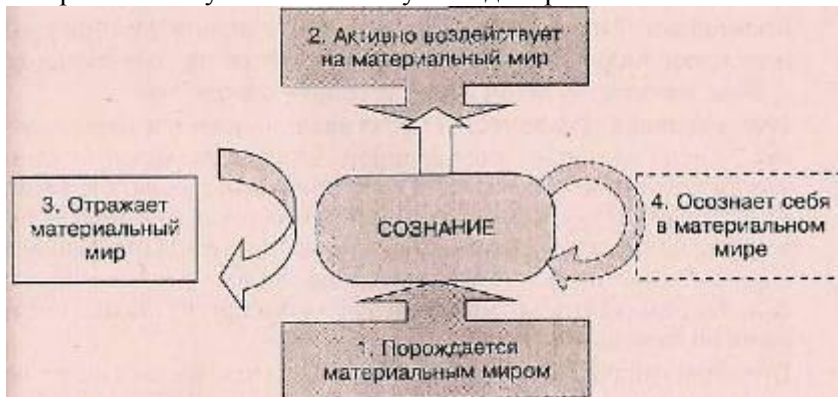 2. Активно воздействует
на материальный мир
3. Отражает
материальный
мир
СОЗНАНИЕ
4. Осознает себя
в материальном
мире
1. Порождается
материальным миром